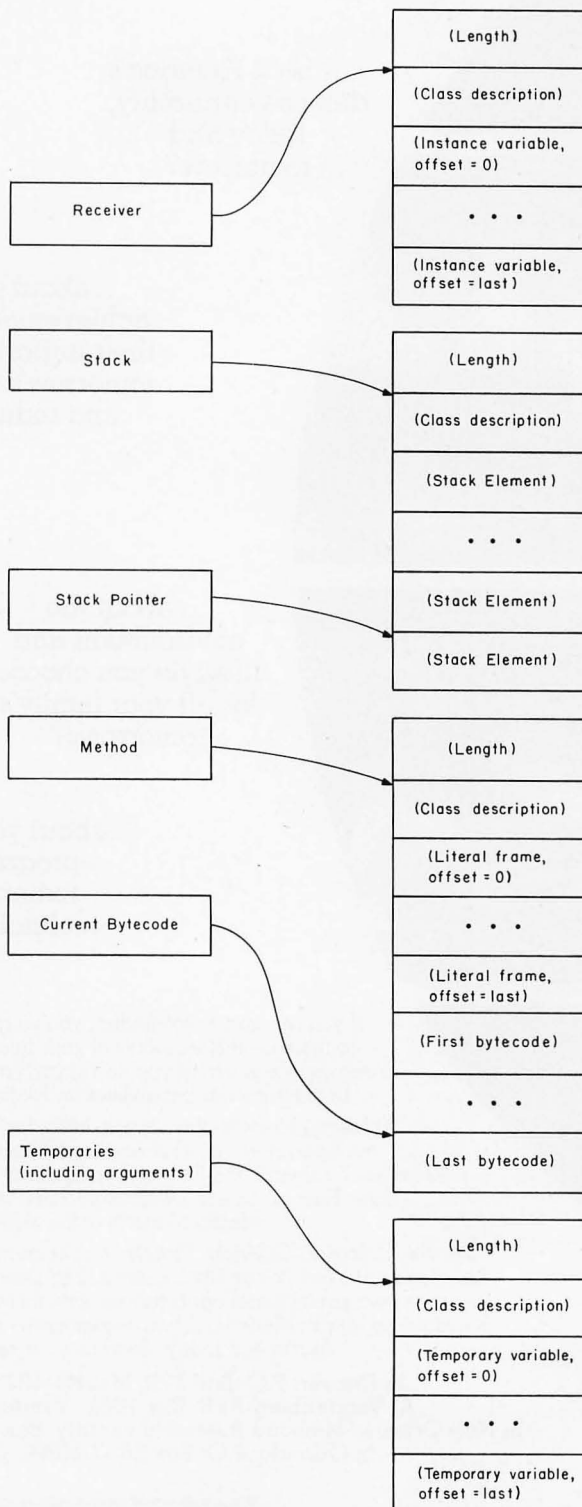 (Length)
(Class description)
(Instance variable,
offset = 0)
• • •
(Instance variable,
offset = last)
Receiver
Stack
(Length)
(Class description)
(Stack Element)
• • •
(Stack Element)
(Stack Element)
Stack Pointer
Method
(Length)
(Class description)
(Literal frame,
offset = 0)
• • •
(Literal frame,
offset = last)
(First bytecode)
• • •
(Last bytecode)
Current Bytecode
Temporaries
(including arguments)
(Length)
(Class description)
(Temporary variable,
offset = 0)
• • •
(Temporary variable,
offset = last)